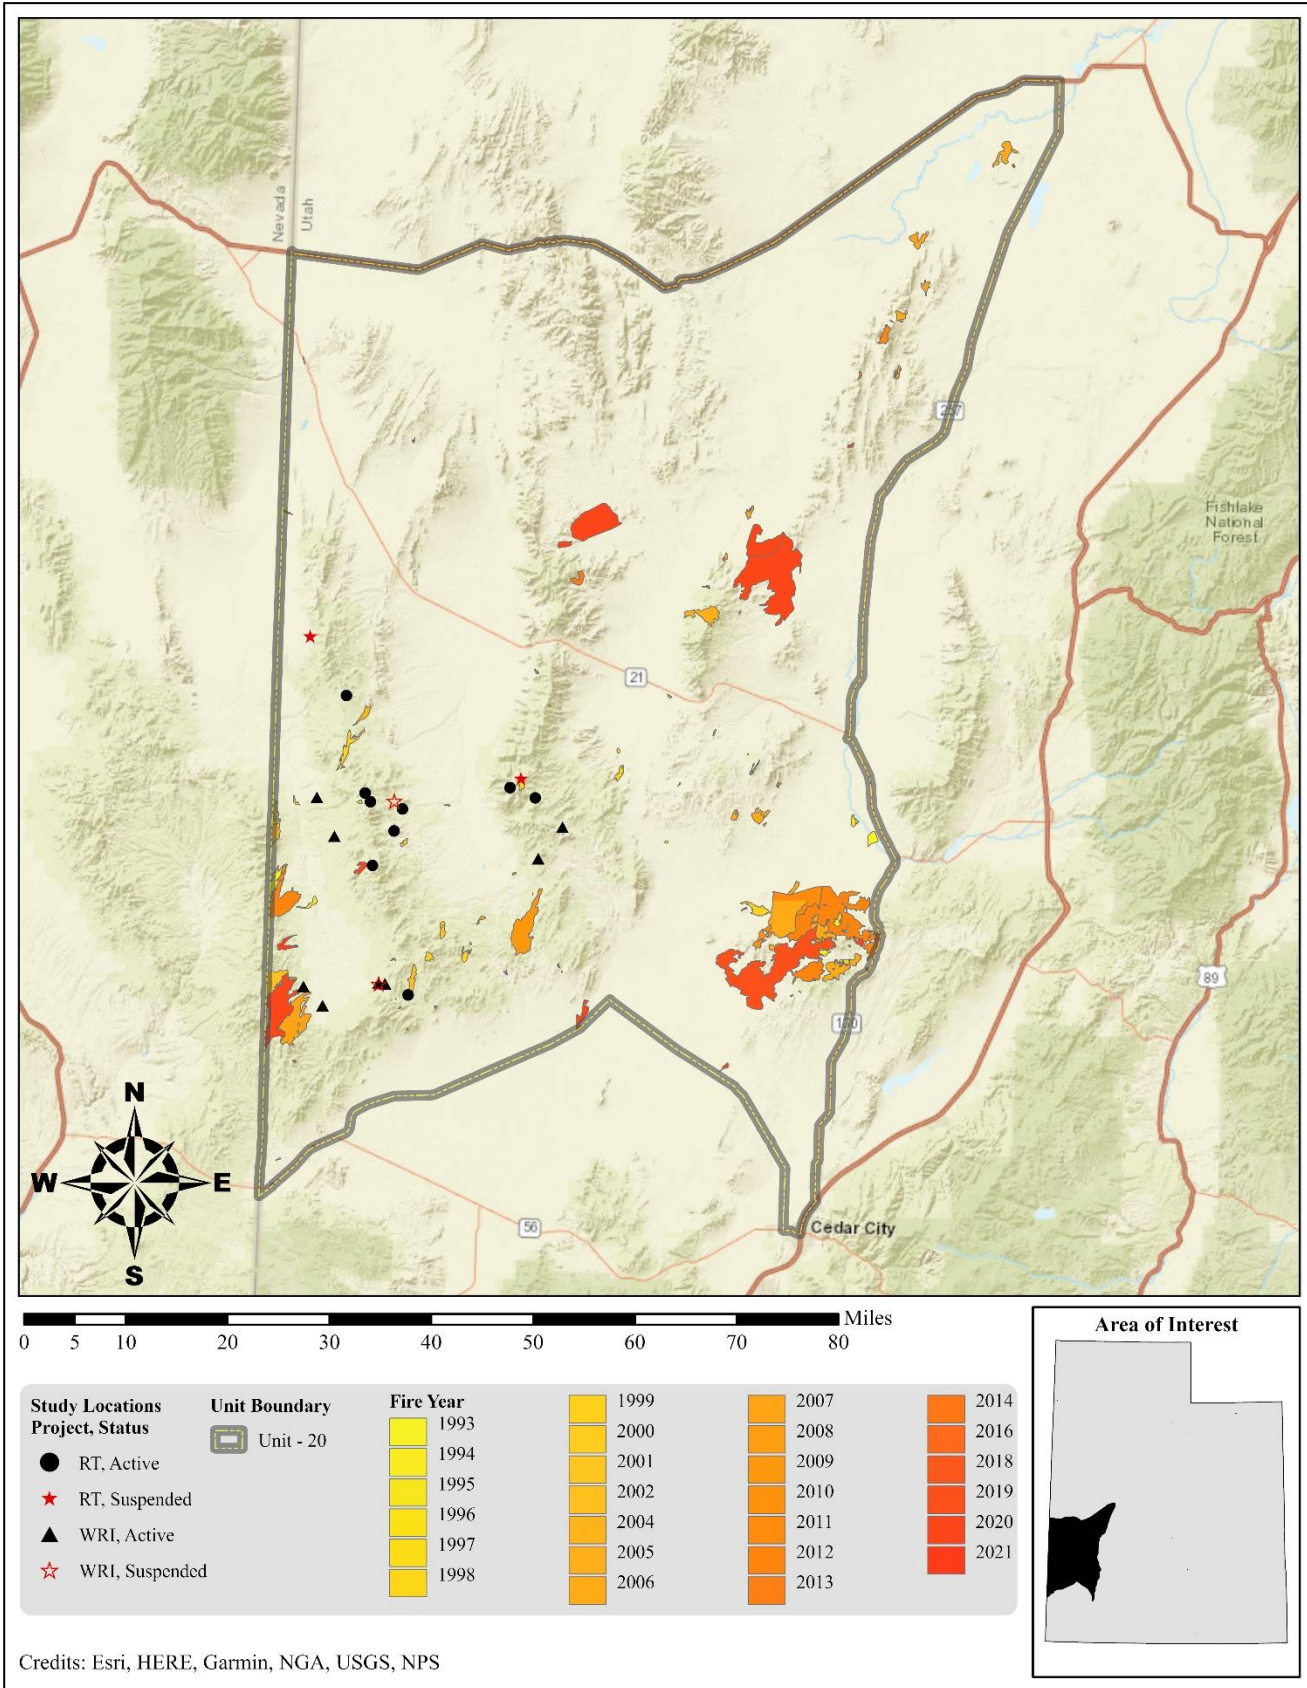 Nevada
Utah
Fishlake
National
Forest
21
89
56
Cedar City
N
W
E
S
Miles
0 5 10 20 30 40 50 60 70 80
Study Locations
Project, Status
RT, Active
RT, Suspended
WRI, Active
WRI, Suspended
Unit Boundary
Unit - 20
Fire Year
1993
1994
1995
1996
1997
1998
1999
2000
2001
2002
2004
2005
2006
2007
2008
2009
2010
2011
2012
2013
2014
2016
2018
2019
2020
2021
Area of Interest
Credits: Esri, HERE, Garmin, NGA, USGS, NPS